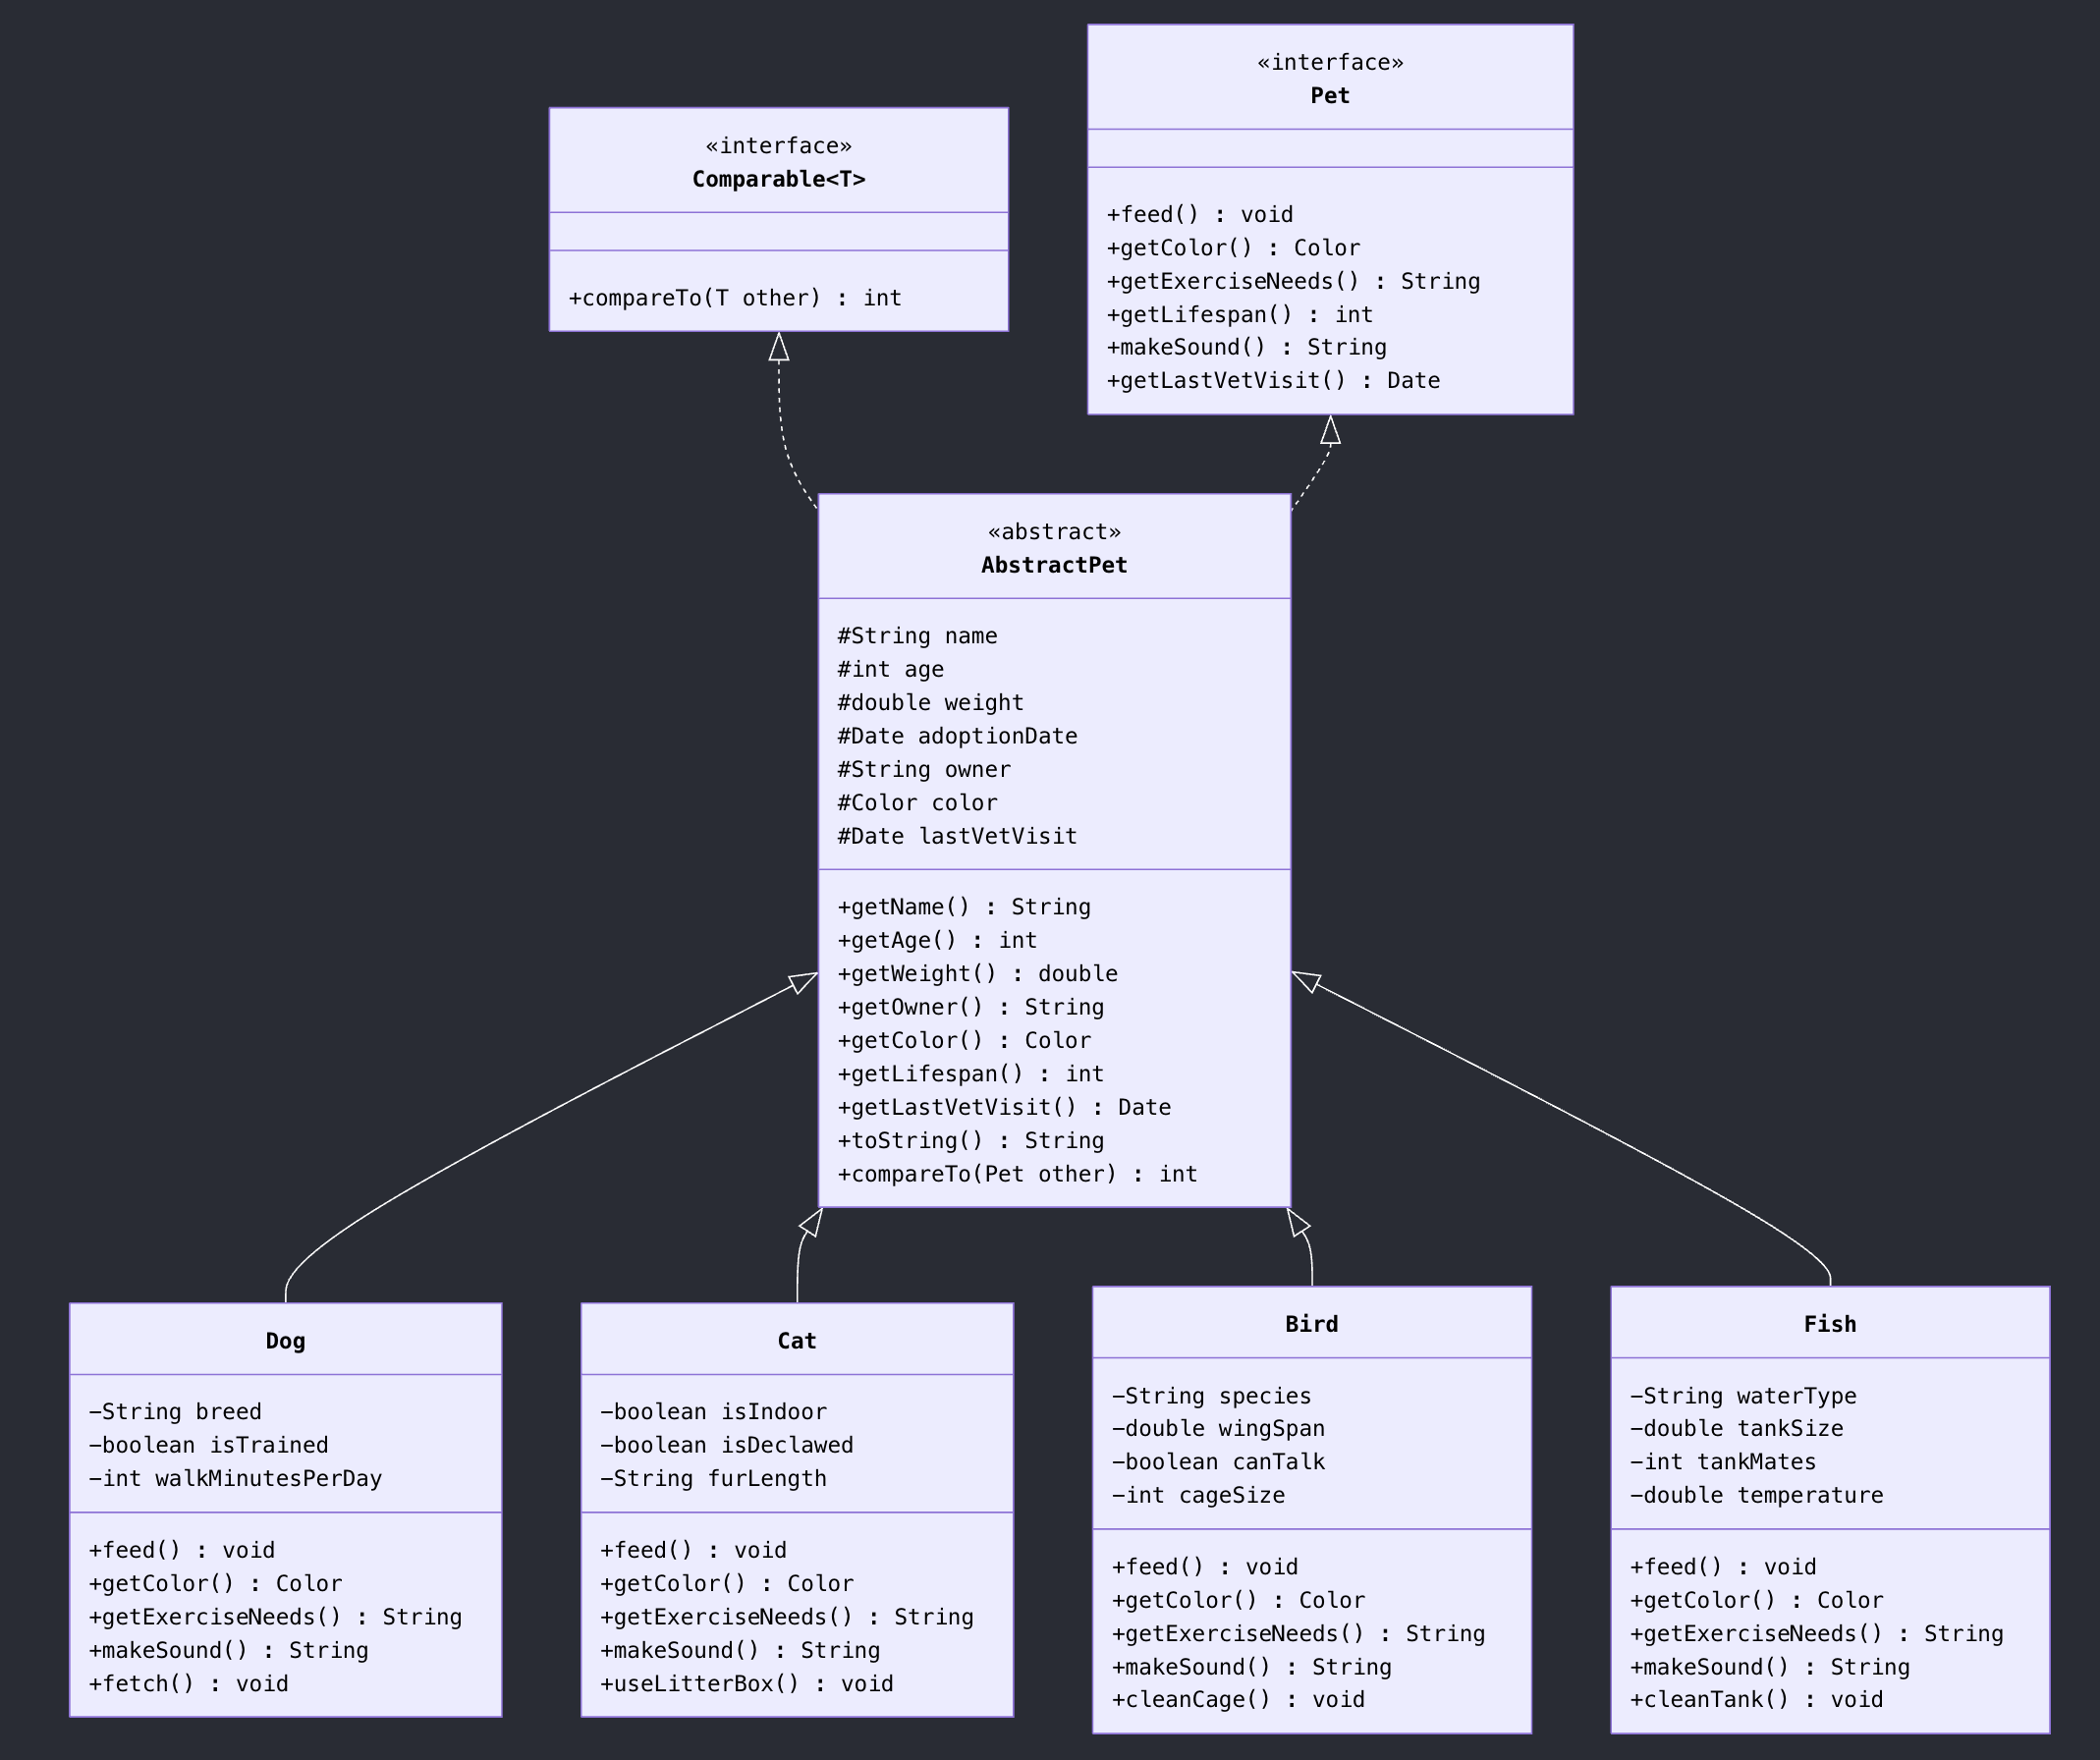 «interface»
Comparable<T>
+compareTo(T other) : int
«interface»
Pet
+feed() : void
+getColor() : Color
+getExerciseNeeds() : String
+getLifespan() : int
+makeSound() : String
+getLastVetVisit() : Date
«abstract»
AbstractPet
#String name
#int age
#double weight
#Date adoptionDate
#String owner
#Color color
#Date lastVetVisit
+getName() : String
+getAge() : int
+getWeight() : double
+getOwner() : String
+getColor() : Color
+getLifespan() : int
+getLastVetVisit() : Date
+toString() : String
+compareTo(Pet other) : int
Dog
−String breed
−boolean isTrained
−int walkMinutesPerDay
+feed() : void
+getColor() : Color
+getExerciseNeeds() : String
+makeSound() : String
+fetch() : void
Cat
−boolean isIndoor
−boolean isDeclawed
−String furLength
+feed() : void
+getColor() : Color
+getExerciseNeeds() : String
+makeSound() : String
+useLitterBox() : void
Bird
−String species
−double wingSpan
−boolean canTalk
−int cageSize
+feed() : void
+getColor() : Color
+getExerciseNeeds() : String
+makeSound() : String
+cleanCage() : void
Fish
−String waterType
−double tankSize
−int tankMates
−double temperature
+feed() : void
+getColor() : Color
+getExerciseNeeds() : String
+makeSound() : String
+cleanTank() : void